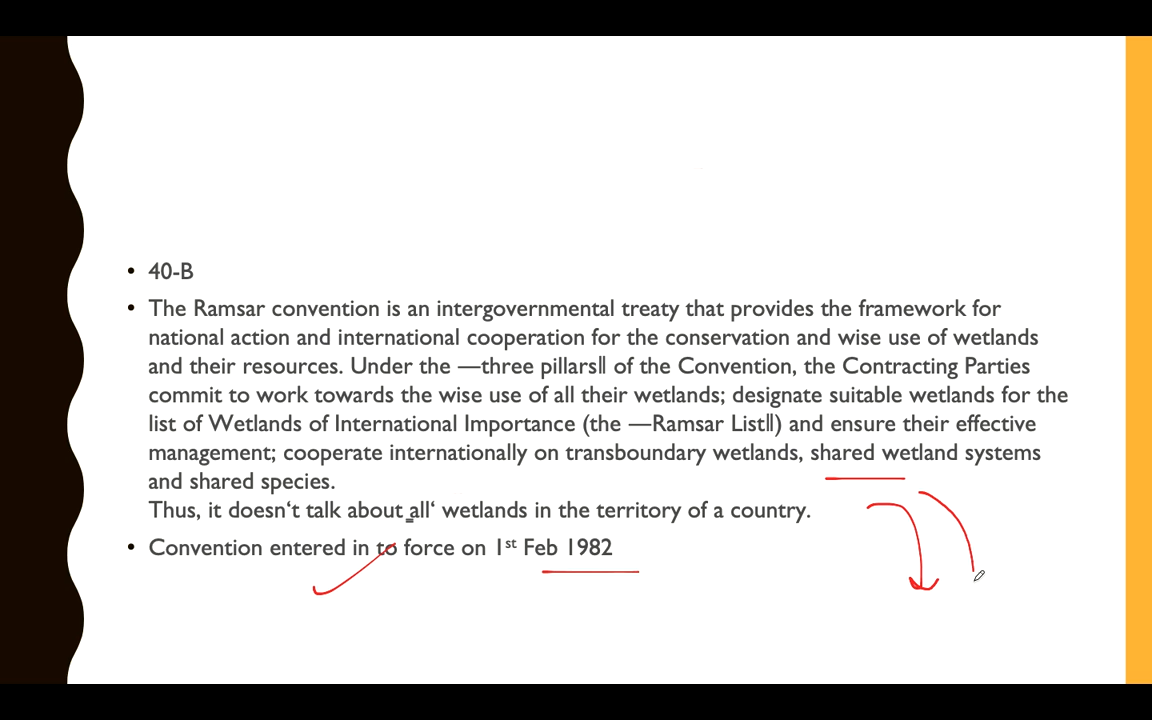 • 40-B
• The Ramsar convention is an intergovernmental treaty that provides the framework for
national action and international cooperation for the conservation and wise use of wetlands
and their resources. Under the ―three pillars‖ of the Convention, the Contracting Parties
commit to work towards the wise use of all their wetlands; designate suitable wetlands for the
list of Wetlands of International Importance (the ―Ramsar List‖) and ensure their effective
management; cooperate internationally on transboundary wetlands, shared wetland systems
and shared species.
Thus, it doesn‘t talk about ‗all‘ wetlands in the territory of a country.
• Convention entered in to force on 1st Feb 1982